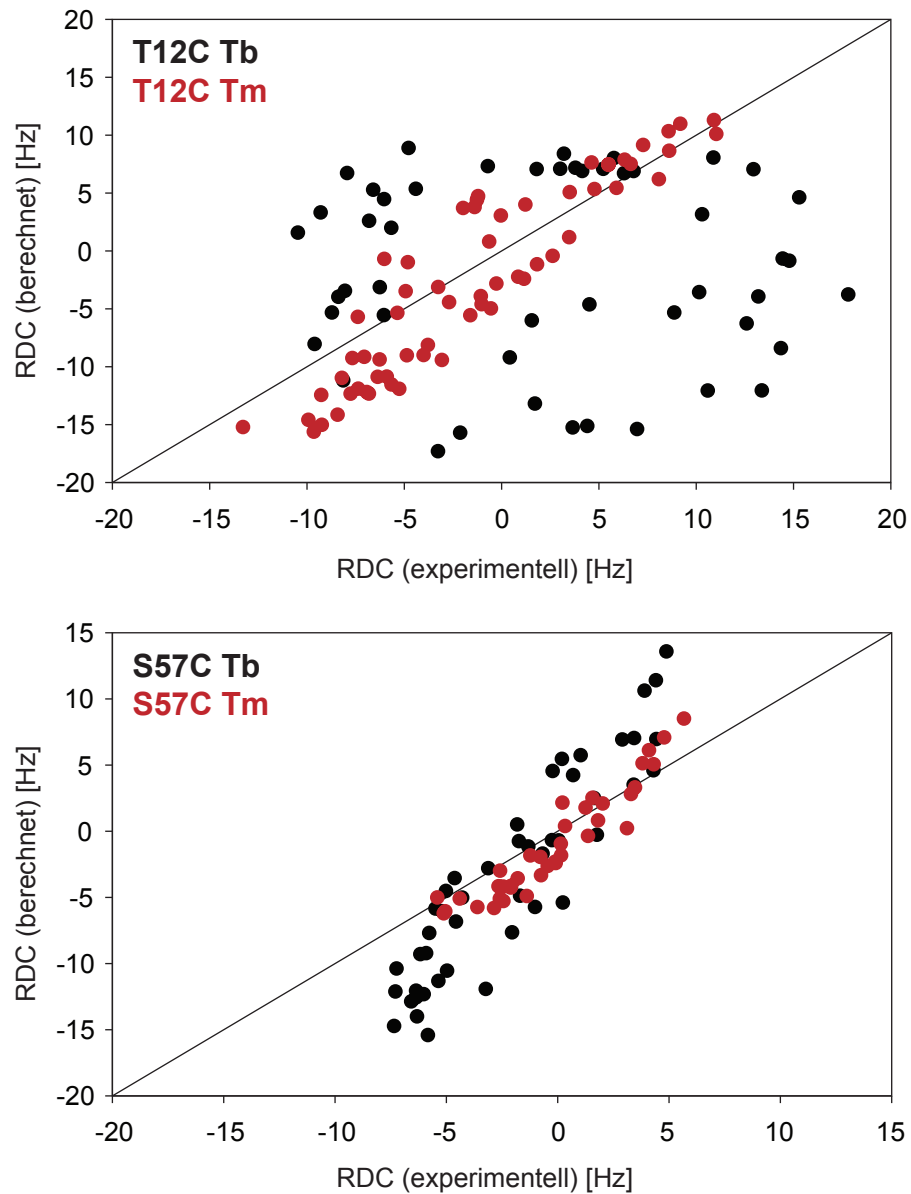 T12C Tb
T12C Tm
RDC (berechnet) [Hz]
20
15
10
5
0
-5
-10
-15
-20
-20 -15 -10 -5 0 5 10 15 20
RDC (experimentell) [Hz]
S57C Tb
S57C Tm
RDC (berechnet) [Hz]
15
10
5
0
-5
-10
-15
-20
-20 -15 -10 -5 0 5 10 15
RDC (experimentell) [Hz]